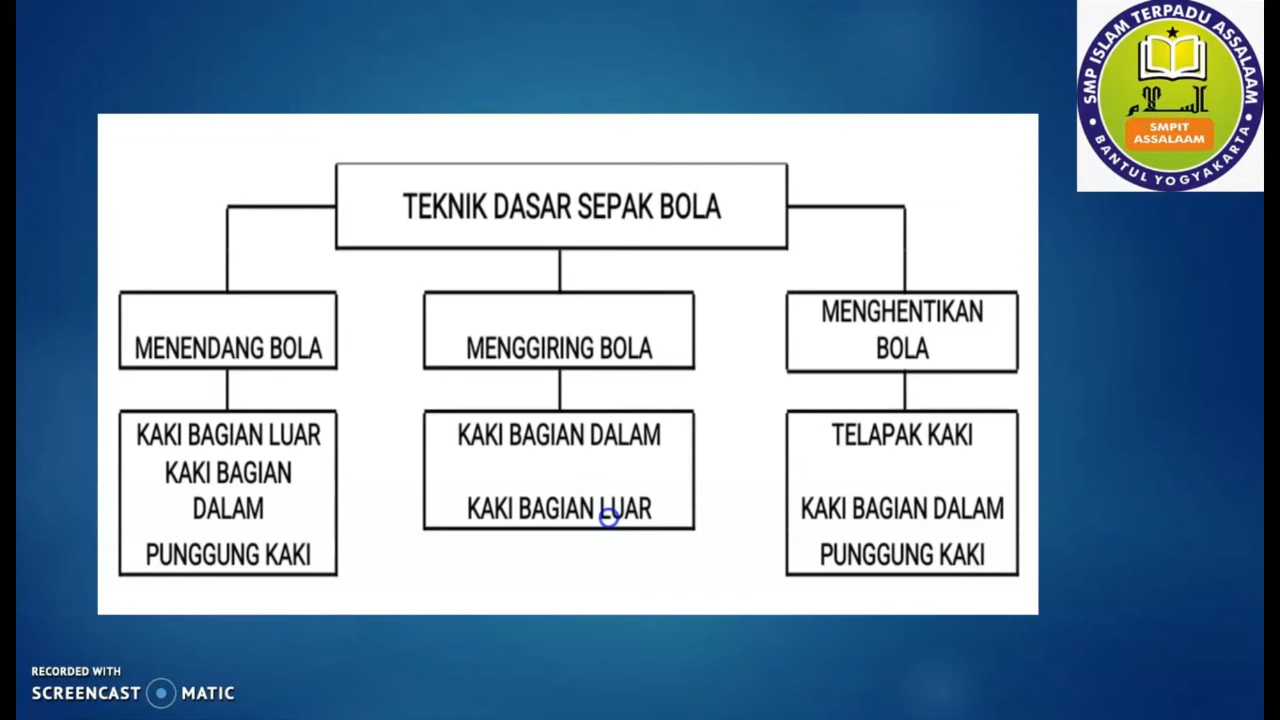 SMP ISLAM TERPADU ASSALAAM
السلام
SMPIT
ASSALAAM
• BANTUL YOGYAKARTA •
TEKNIK DASAR SEPAK BOLA
MENENDANG BOLA
KAKI BAGIAN LUAR
KAKI BAGIAN
DALAM
PUNGGUNG KAKI
MENGGIRING BOLA
KAKI BAGIAN DALAM
KAKI BAGIAN LUAR
MENGHENTIKAN
BOLA
TELAPAK KAKI
KAKI BAGIAN DALAM
PUNGGUNG KAKI
RECORDED WITH
SCREENCAST MATIC